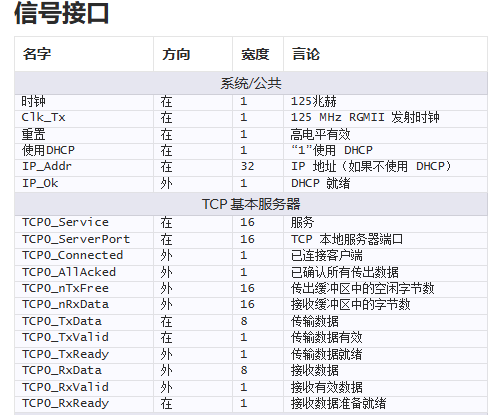 信号接口
名字 方向 宽度 言论
系统/公共
时钟 在 1 125兆赫
Clk_Tx 在 1 125 MHz RGMII 发射时钟
重置 在 1 高电平有效
使用DHCP 在 1 “1”使用 DHCP
IP_Addr 在 32 IP 地址（如果不使用 DHCP）
IP_Ok 外 1 DHCP 就绪
TCP 基本服务器
TCP0_Service 在 16 服务
TCP0_ServerPort 在 16 TCP 本地服务器端口
TCP0_Connected 外 1 已连接客户端
TCP0_AllAcked 外 1 已确认所有传出数据
TCP0_nTxFree 外 16 传出缓冲区中的空闲字节数
TCP0_nRxData 外 16 接收缓冲区中的字节数
TCP0_TxData 在 8 传输数据
TCP0_TxValid 在 1 传输数据有效
TCP0_TxReady 外 1 传输数据就绪
TCP0_RxData 外 8 接收数据
TCP0_RxValid 外 1 接收有效数据
TCP0_RxReady 在 1 接收数据准备就绪